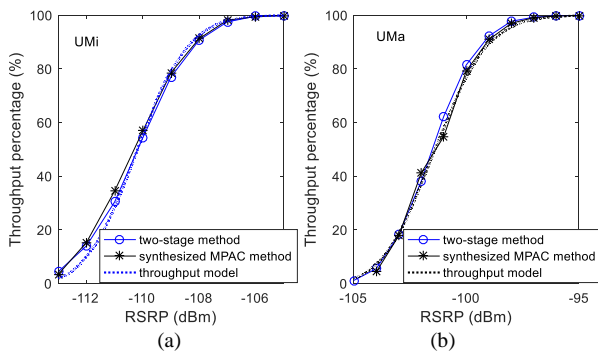 UMi
Throughput percentage (%)
100
80
60
40
20
0
-112
-110
-108
-106
RSRP (dBm)
two-stage method
synthesized MPAC method
throughput model
(a)
UMa
Throughput percentage (%)
100
80
60
40
20
0
-105
-100
-95
RSRP (dBm)
two-stage method
synthesized MPAC method
throughput model
(b)